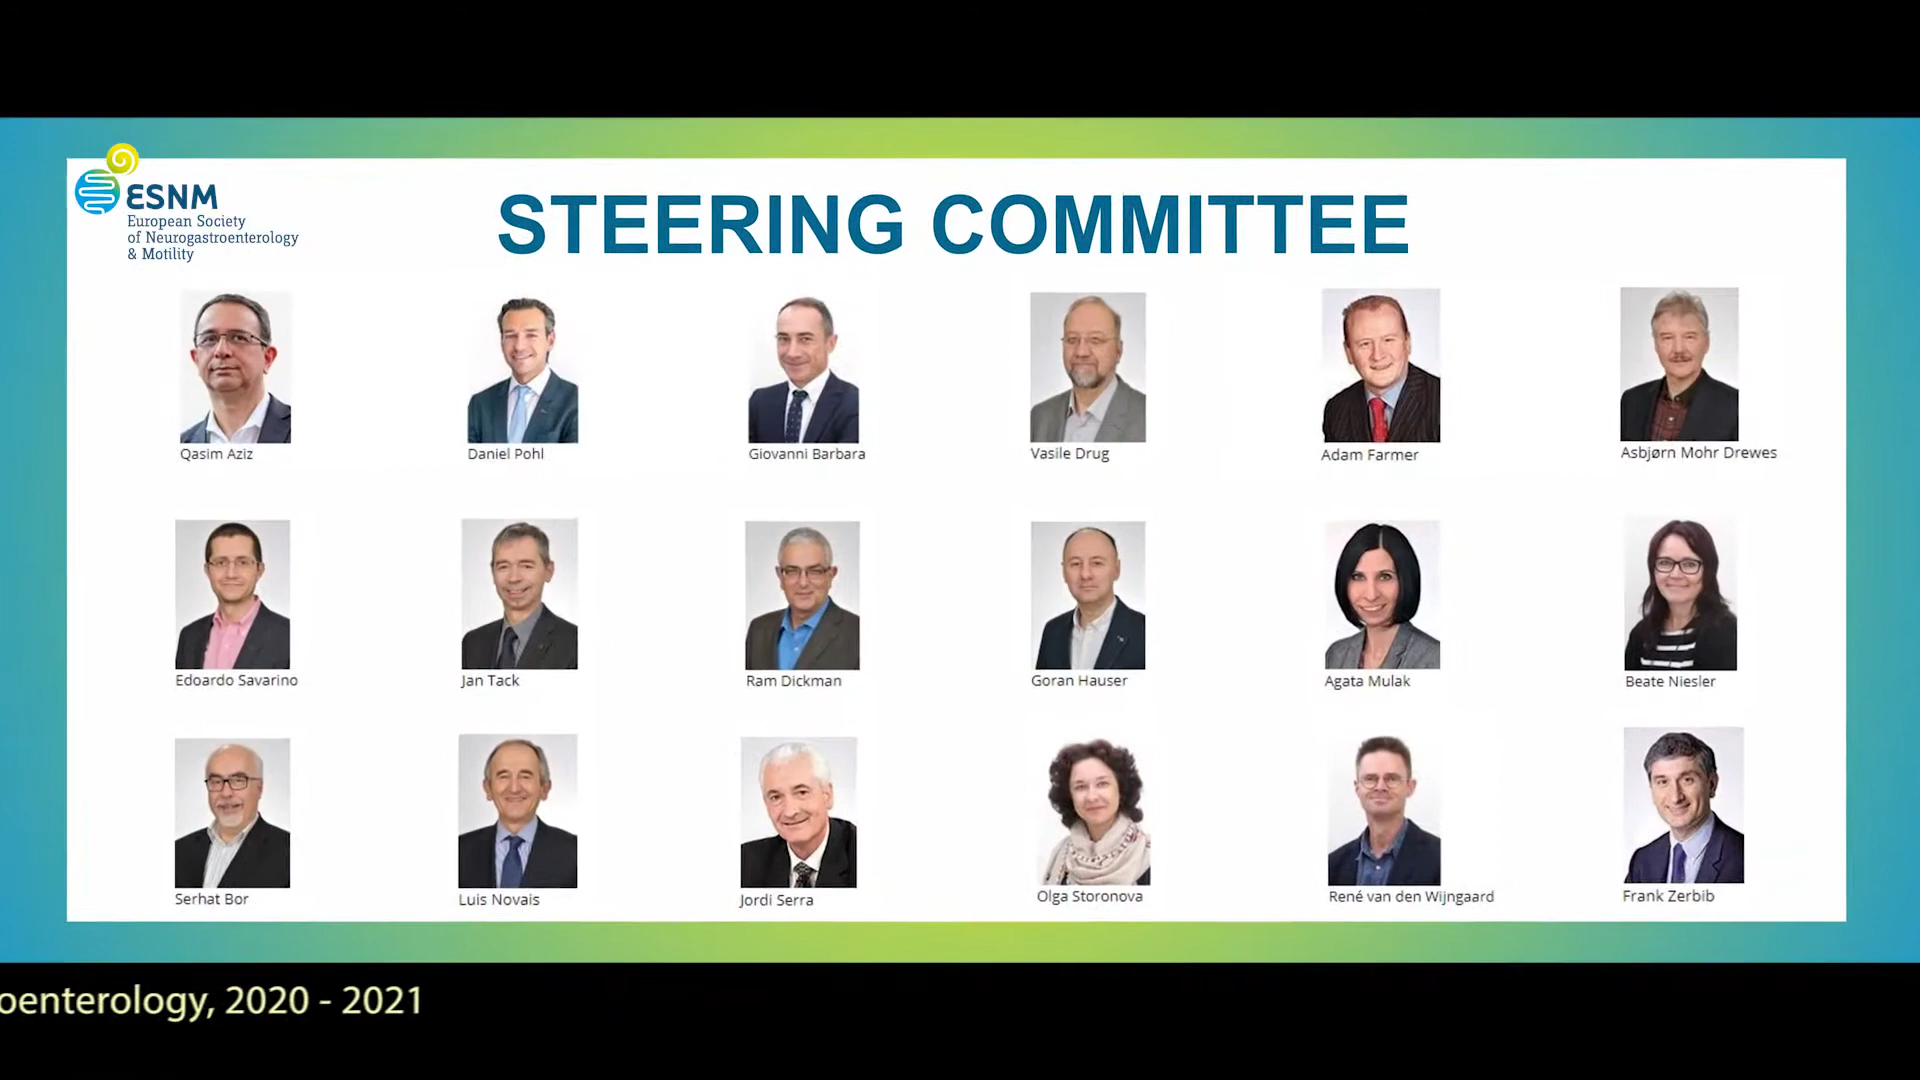 ESNM
European Society
of Neurogastroenterology
& Motility
STEERING COMMITTEE
Qasim Aziz
Daniel Pohl
Giovanni Barbara
Vasile Drug
Adam Farmer
Asbjørn Mohr Drewes
Edoardo Savarino
Jan Tack
Ram Dickman
Goran Hauser
Agata Mulak
Beate Niesler
Serhat Bor
Luis Novais
Jordi Serra
Olga Storonova
René van den Wijngaard
Frank Zerbib
oenterology, 2020 - 2021